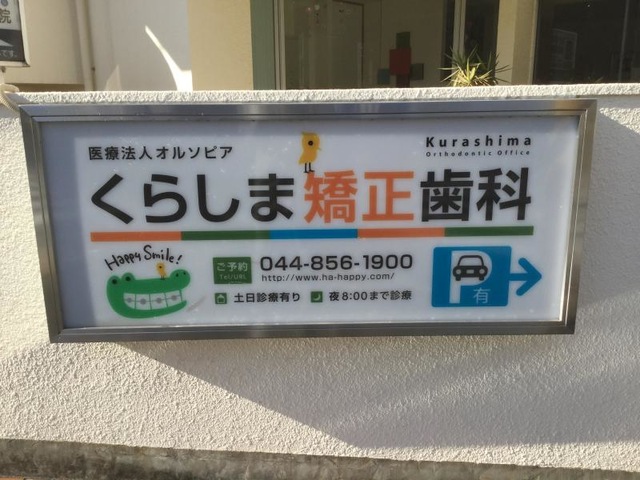 院
医療法人オルソピア
Kurashima
Orthodontic Office
くらしま矯正歯科
Happy Smile!
ご予約
Tel/URL
044-856-1900
http://www.ha-happy.com/
土日診療有り
夜8:00まで診療
P
有